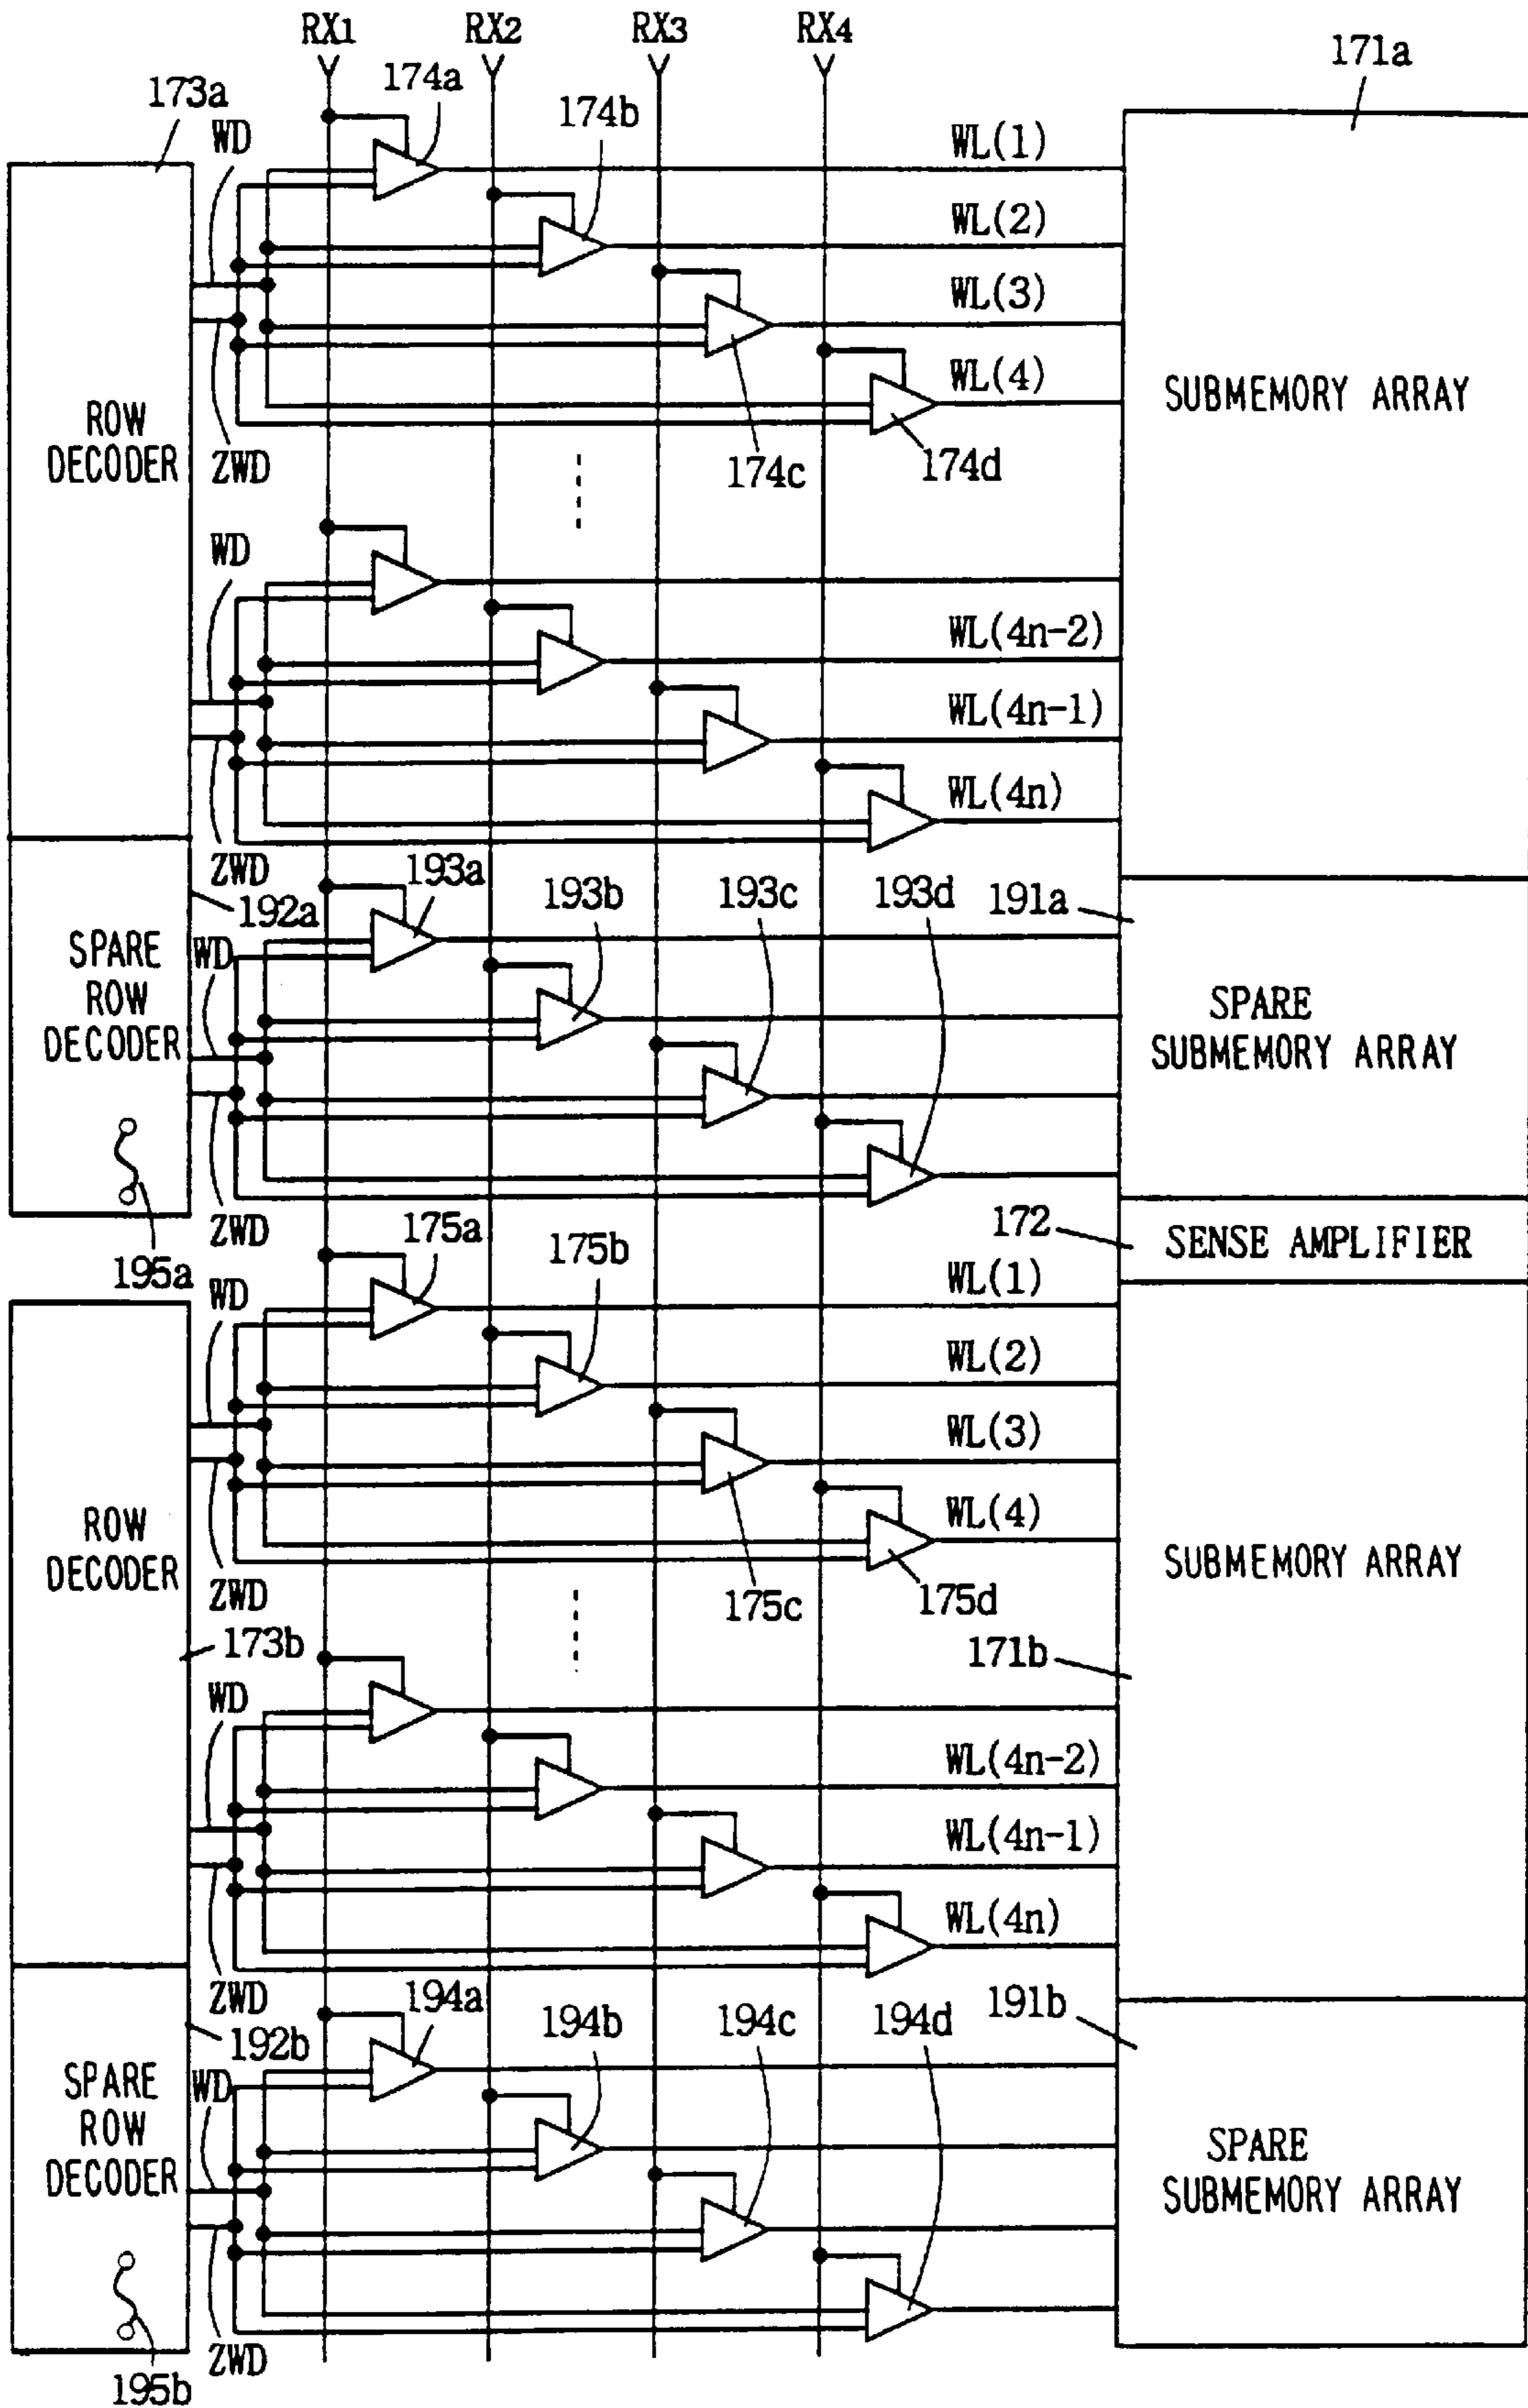 RX1 RX2 RX3 RX4
171a
173a
WD
174a
174b
WL(1)
WL(2)
WL(3)
WL(4)
ROW
DECODER
ZWD
174c
174d
SUBMEMORY ARRAY
WD
WL(4n-2)
WL(4n-1)
WL(4n)
ZWD
192a
193a
193b
193c
193d
191a
SPARE
ROW
DECODER
WD
SPARE
SUBMEMORY ARRAY
ZWD
195a
172
SENSE AMPLIFIER
175a
175b
WD
WL(1)
WL(2)
WL(3)
WL(4)
ROW
DECODER
ZWD
175c
175d
SUBMEMORY ARRAY
173b
171b
WD
WL(4n-2)
WL(4n-1)
WL(4n)
ZWD
192b
194a
194b
194c
194d
191b
SPARE
ROW
DECODER
WD
SPARE
SUBMEMORY ARRAY
ZWD
195b